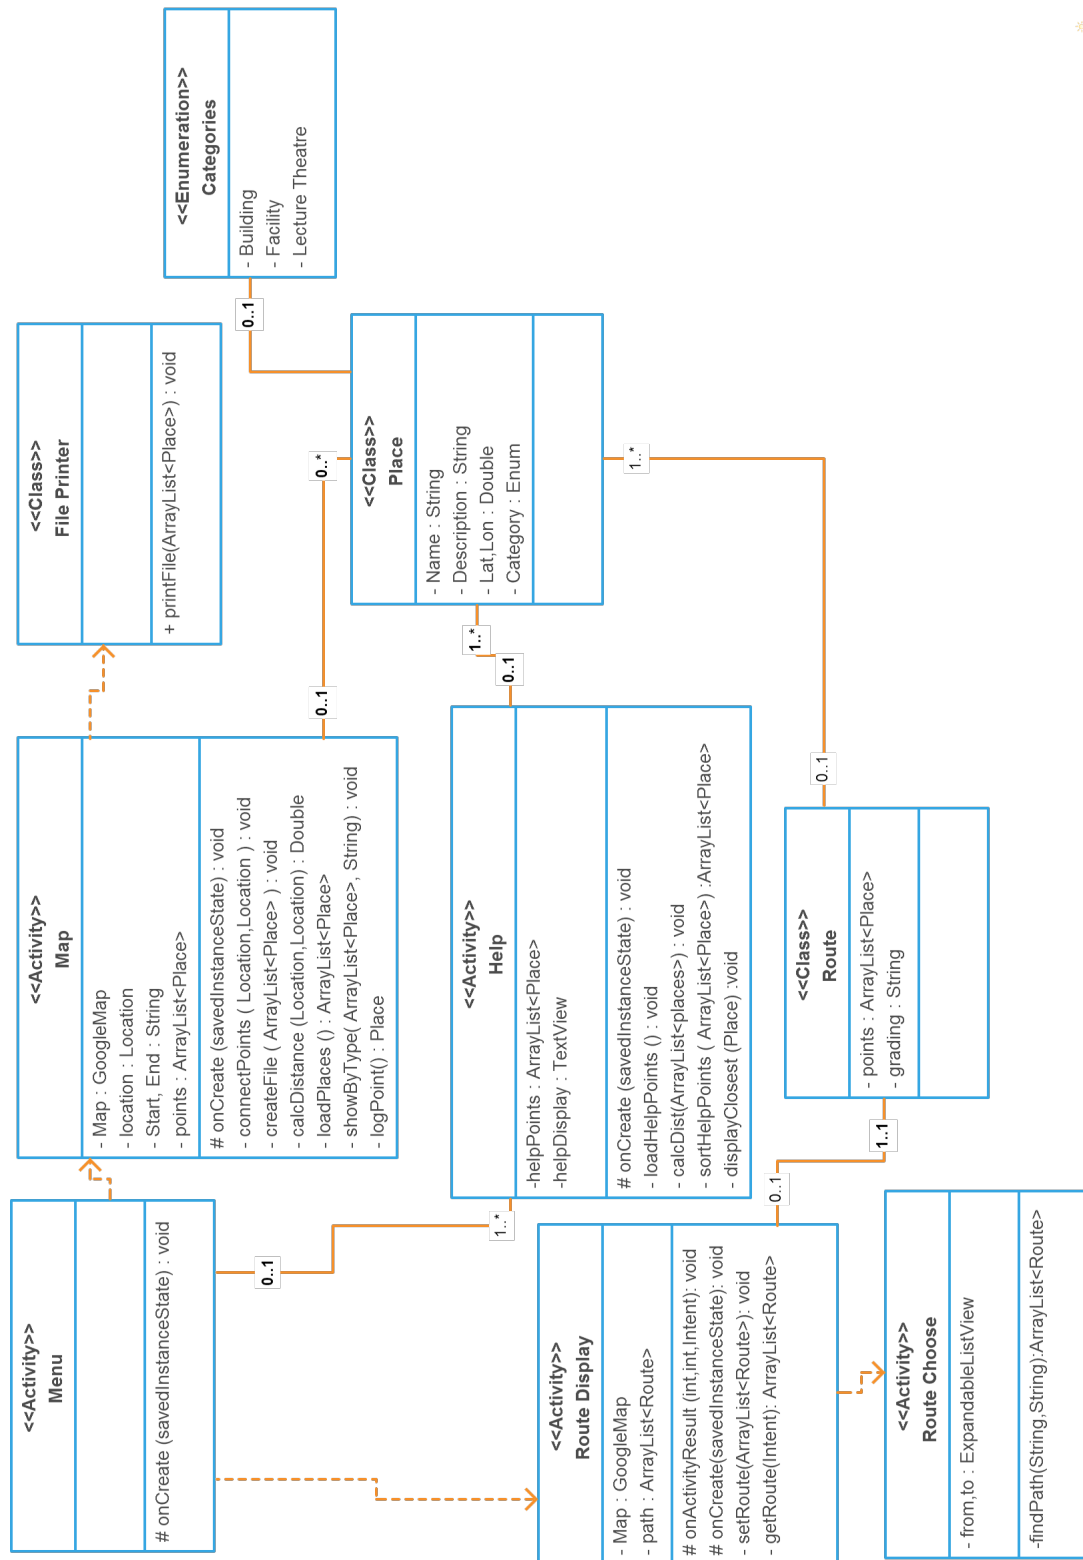 <<Activity>>
Menu
# onCreate (savedInstanceState) : void
<<Activity>>
Map
- Map : GoogleMap
- location : Location
- Start, End : String
- points : ArrayList<Place>
# onCreate (savedInstanceState) : void
- connectPoints ( Location,Location ) : void
- createFile ( ArrayList<Place> ) : void
- calcDistance (Location,Location) : Double
- loadPlaces () : ArrayList<Place>
- showByType( ArrayList<Place>, String) : void
- logPoint() : Place
<<Class>>
File Printer
+ printFile(ArrayList<Place>) : void
<<Enumeration>>
Categories
- Building
- Facility
- Lecture Theatre
0..1
0..1
0..*
<<Class>>
Place
- Name : String
- Description : String
- Lat,Lon : Double
- Category : Enum
0..1
1..*
1..*
0..1
<<Activity>>
Help
-helpPoints : ArrayList<Place>
-helpDisplay : TextView
# onCreate (savedInstanceState) : void
- loadHelpPoints () : void
- calcDist(ArrayList<places>) : void
- sortHelpPoints ( ArrayList<Place>) :ArrayList<Place>
- displayClosest (Place) :void
1..*
0..1
<<Activity>>
Route Display
- Map : GoogleMap
- path : ArrayList<Route>
# onActivityResult (int,int,Intent): void
# onCreate(savedInstanceState): void
- setRoute(ArrayList<Route>): void
- getRoute(Intent): ArrayList<Route>
0..1
1..1
<<Class>>
Route
- points : ArrayList<Place>
- grading : String
0..1
1..*
<<Activity>>
Route Choose
- from,to : ExpandableListView
-findPath(String,String):ArrayList<Route>